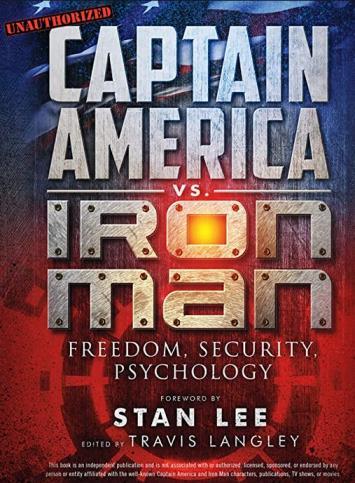 UNAUTHORIZED
CAPTAIN
AMERICA
VS.
IRON
MAN
FREEDOM, SECURITY,
PSYCHOLOGY
FOREWORD BY
STAN LEE
EDITED BY TRAVIS LANGLEY
This book is an independent publication and is not associated with or authorized, licensed, sponsored, or endorsed by any
person or entity affiliated with the well-known Captain America and Iron Man characters, publications, TV shows, or movies.